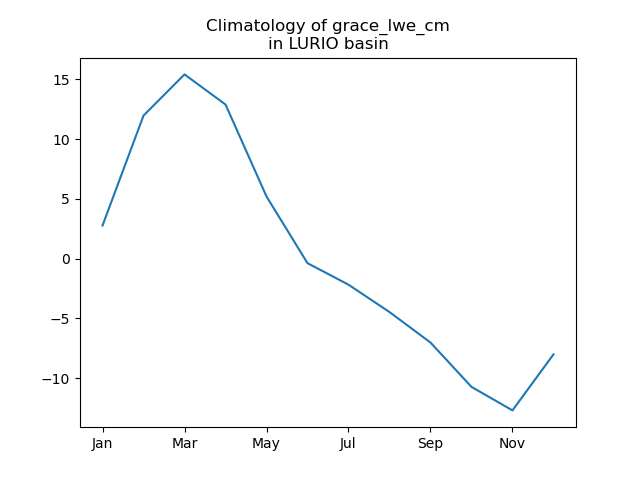 Climatology of grace_lwe_cm
in LURIO basin
15
10
5
0
−5
−10
Jan
Mar
May
Jul
Sep
Nov